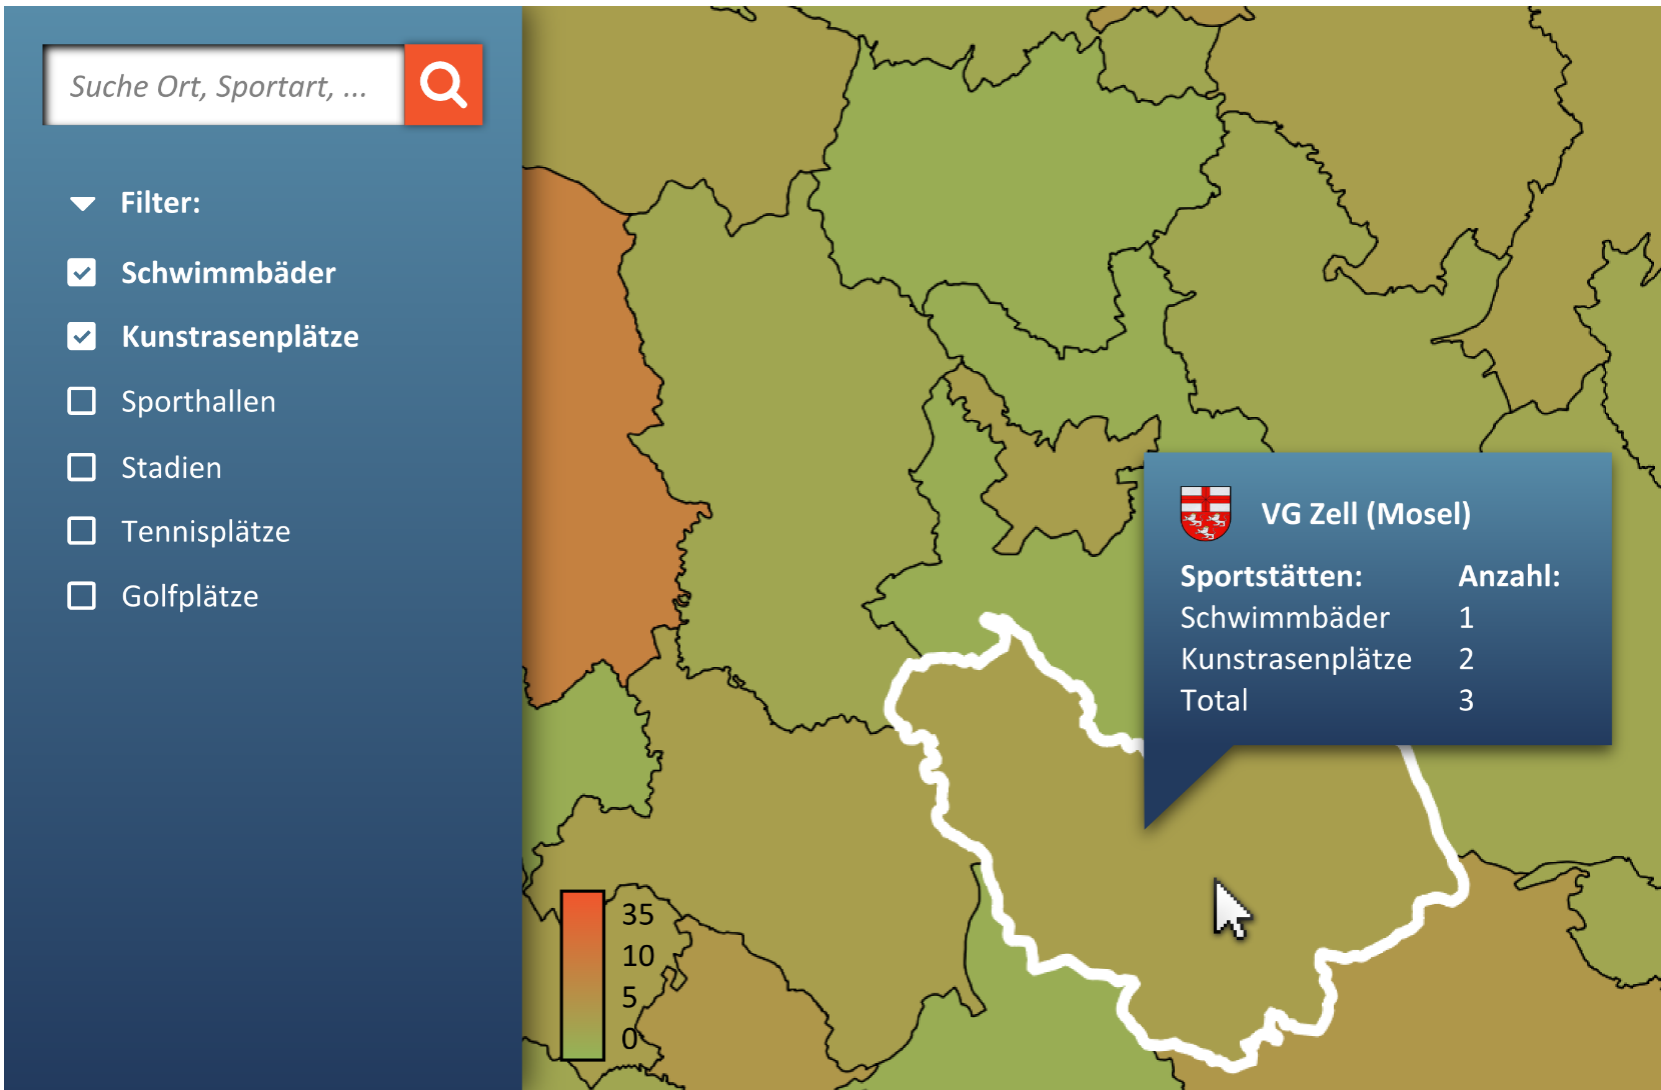 Suche Ort, Sportart, ...
Filter:
Schwimmbäder
Kunstrasenplätze
Sporthallen
Stadien
Tennisplätze
Golfplätze
VG Zell (Mosel)
Sportstätten: Anzahl:
Schwimmbäder 1
Kunstrasenplätze 2
Total 3
35
10
5
0